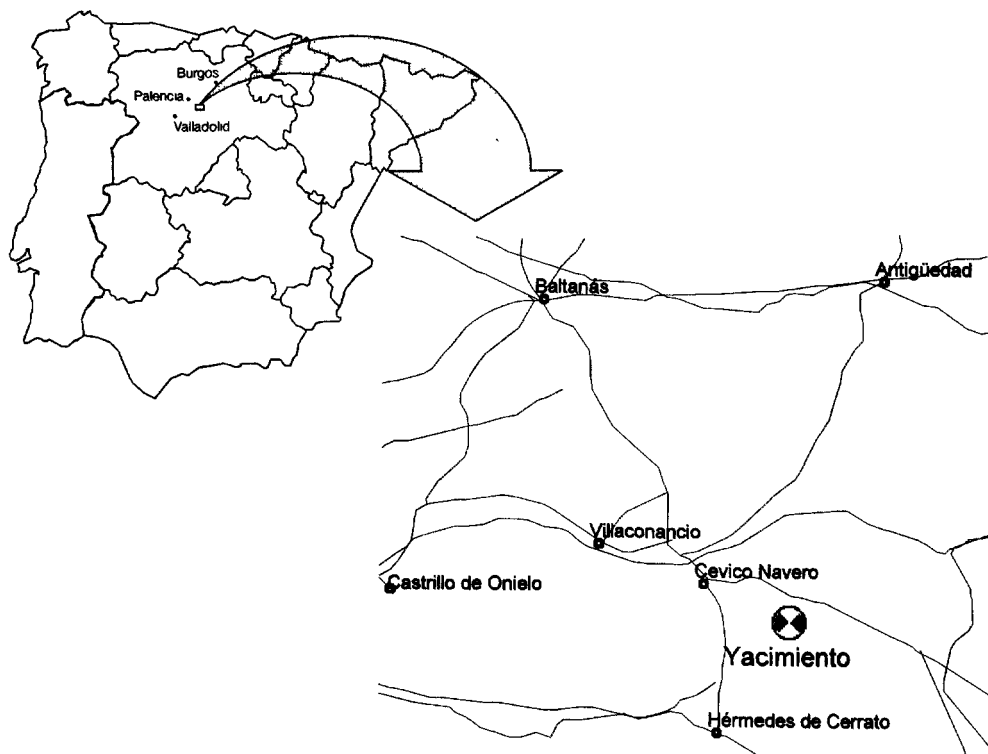 Burgos
Palencia
Valladolid
Baltanás
Antigüedad
Villaconancio
Cevico Navero
Castrillo de Onielo
Yacimiento
Hérmedes de Cerrato